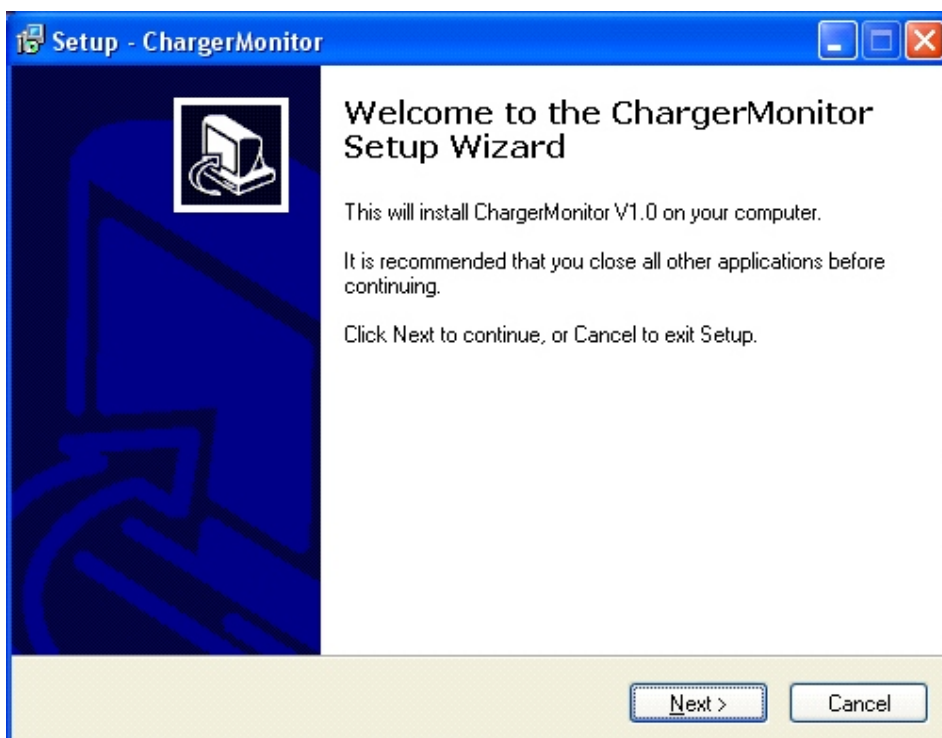 Setup - ChargerMonitor
Welcome to the ChargerMonitor
Setup Wizard
This will install ChargerMonitor V1.0 on your computer.
It is recommended that you close all other applications before
continuing.
Click Next to continue, or Cancel to exit Setup.
Next >
Cancel